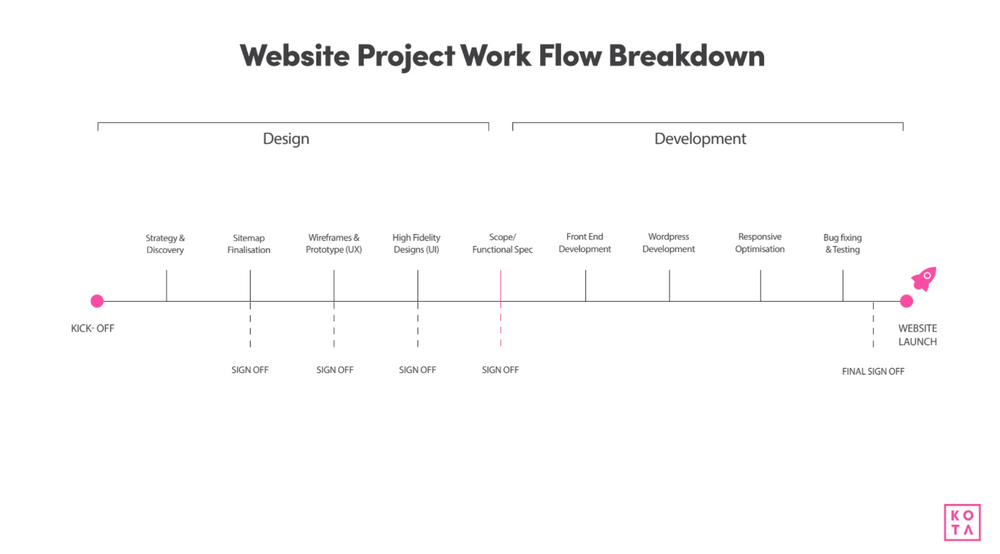 Website Project Work Flow Breakdown
Design
Development
Strategy &
Discovery
Sitemap
Finalisation
Wireframes &
Prototype (UX)
High Fidelity
Designs (UI)
Scope/
Functional Spec
Front End
Development
Wordpress
Development
Responsive
Optimisation
Bug fixing
& Testing
KICK- OFF
WEBSITE
LAUNCH
SIGN OFF
SIGN OFF
SIGN OFF
SIGN OFF
FINAL SIGN OFF
KO
TA